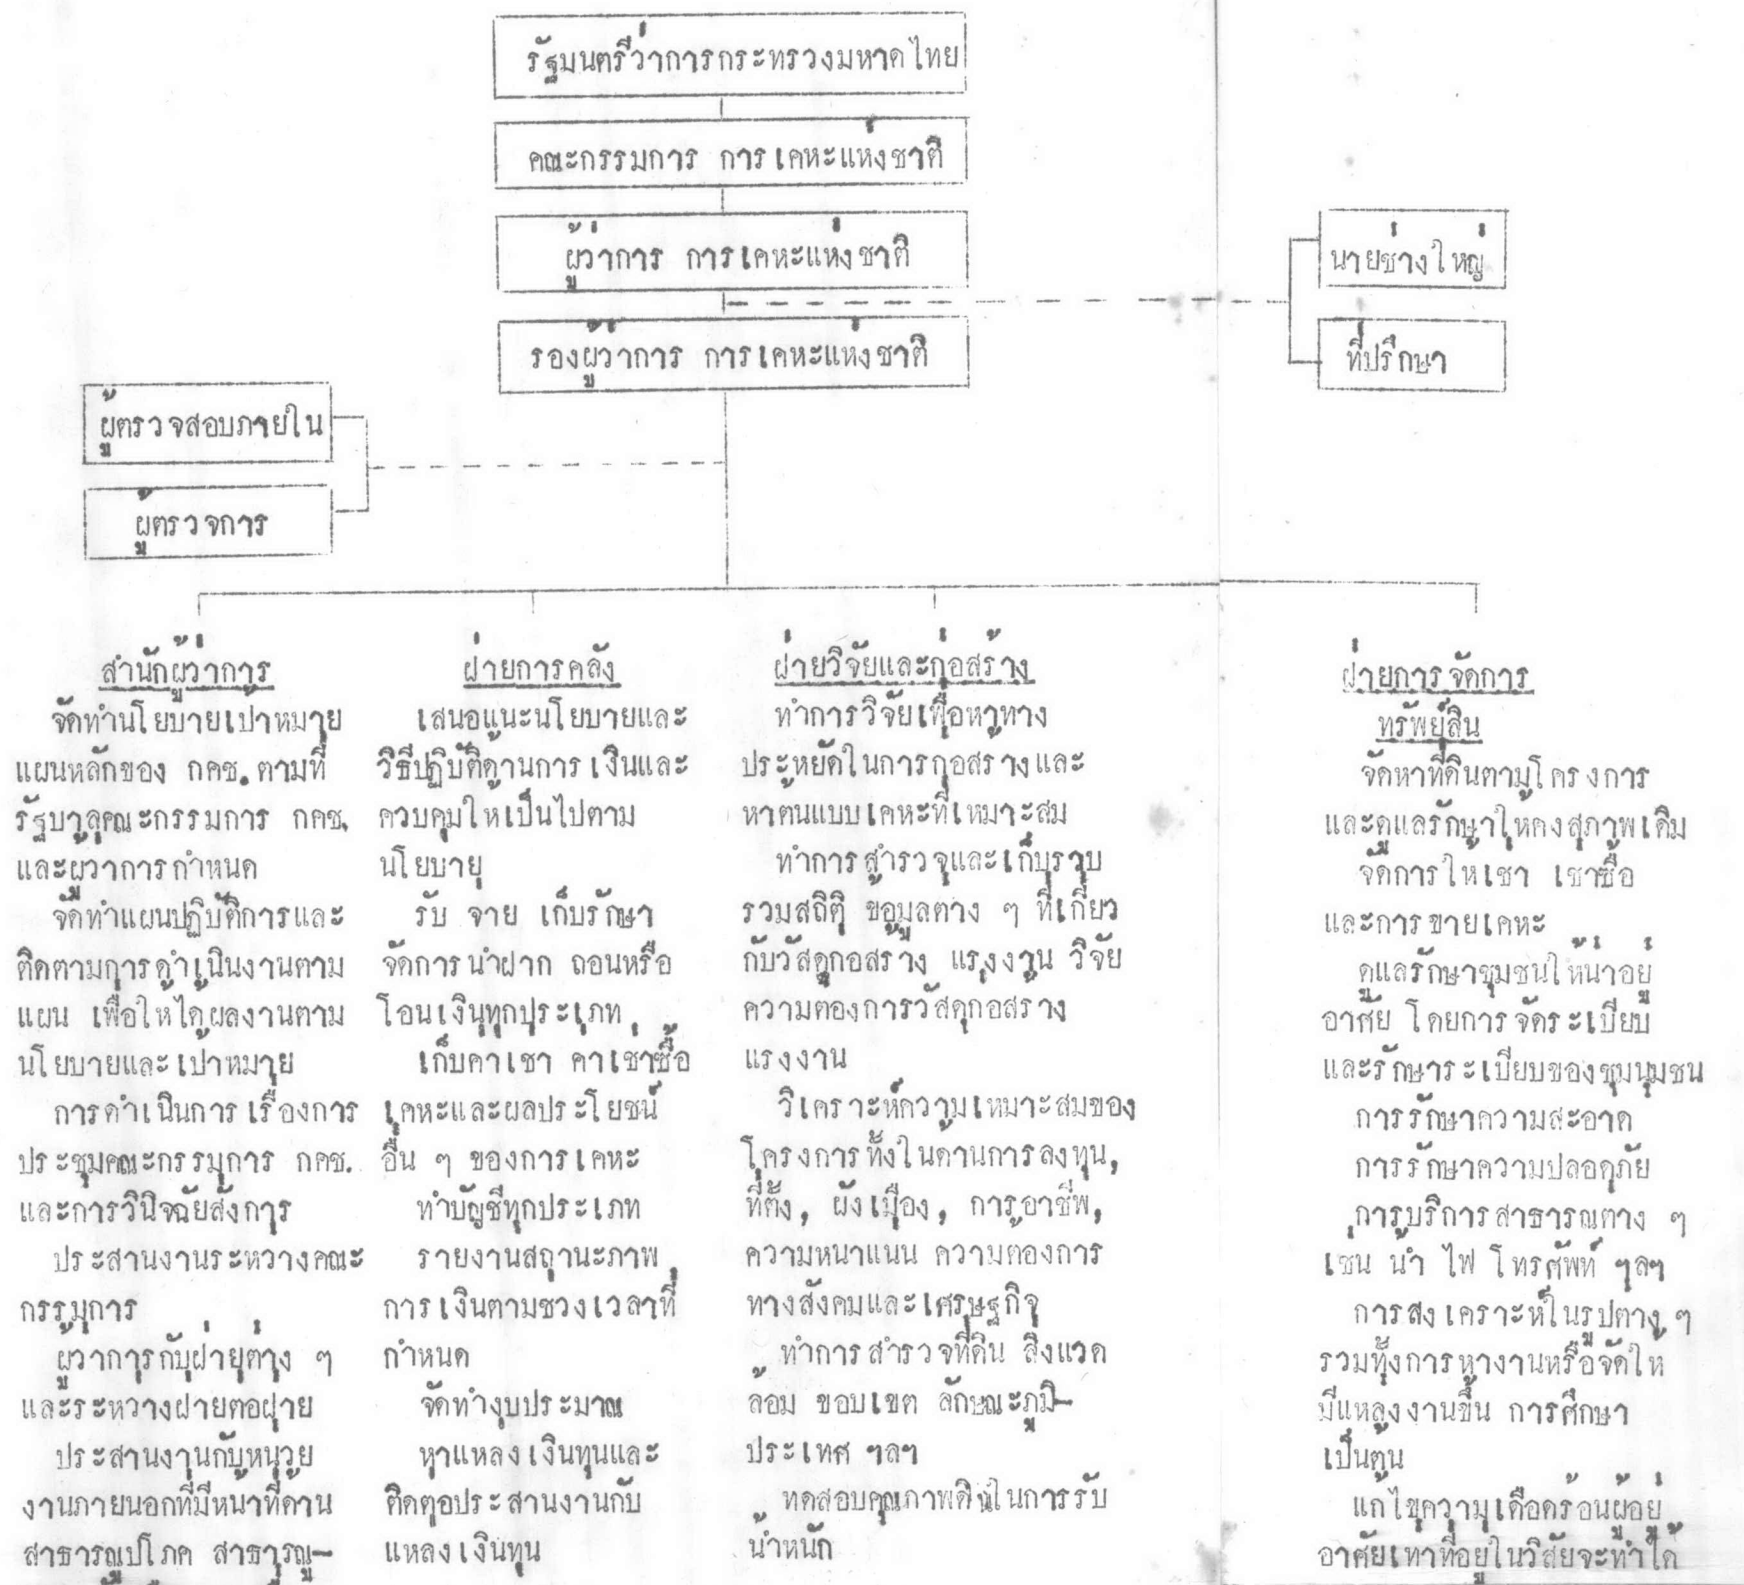 รัฐมนตรีว่าการกระทรวงมหาดไทย
คณะกรรมการ การเคหะแห่งชาติ
ผู้ว่าการ การเคหะแห่งชาติ
นายช่างใหญ่
รองผู้ว่าการ การเคหะแห่งชาติ
ที่ปรึกษา
ผู้ตรวจสอบภายใน
ผู้ตรวจการ
สำนักผู้ว่าการ
จัดทำนโยบายเป้าหมาย
แผนหลักของ กคช. ตามที่
รัฐบาลคณะกรรมการ กคช.
และผู้ว่าการกำหนด
จัดทำแผนปฏิบัติการและ
ติดตามการดำเนินงานตาม
แผน เพื่อให้ได้ผลงานตาม
นโยบายและเป้าหมาย
การดำเนินการเรื่องการ
ประชุมคณะกรรมการ กคช.
และการวินิจฉัยสั่งการ
ประสานงานระหว่างคณะ
กรรมการ
ผู้ว่าการกับฝ่ายต่าง ๆ
และระหว่างฝ่ายต่อฝ่าย
ประสานงานกับหน่วย
งานภายนอกที่มีหน้าที่ด้าน
สาธารณูปโภค สาธารณู-
ฝ่ายการคลัง
เสนอแนะนโยบายและ
วิธีปฏิบัติด้านการเงินและ
ควบคุมให้เป็นไปตาม
นโยบาย
รับ จ่าย เก็บรักษา
จัดการนำฝาก ถอนหรือ
โอนเงินทุกประเภท
เก็บค่าเช่า ค่าเช่าซื้อ
เคหะและผลประโยชน์
อื่น ๆ ของการเคหะ
ทำบัญชีทุกประเภท
รายงานสถานะภาพ
การเงินตามช่วงเวลาที่
กำหนด
จัดทำงบประมาณ
หาแหล่งเงินทุนและ
ติดต่อประสานงานกับ
แหล่งเงินทุน
ฝ่ายวิจัยและก่อสร้าง
ทำการวิจัยเพื่อหาทาง
ประหยัดในการก่อสร้างและ
หาต้นแบบเคหะที่เหมาะสม
ทำการสำรวจและเก็บรวบ
รวมสถิติ ข้อมูลต่าง ๆ ที่เกี่ยว
กับวัสดุก่อสร้าง แรงงาน วิจัย
ความต้องการวัสดุก่อสร้าง
แรงงาน
วิเคราะห์ความเหมาะสมของ
โครงการทั้งในด้านการลงทุน,
ที่ตั้ง, ผังเมือง, การอาชีพ,
ความหนาแน่น ความต้องการ
ทางสังคมและเศรษฐกิจ
ทำการสำรวจที่ดิน สิ่งแวด
ล้อม ขอบเขต ลักษณะภูมิ-
ประเทศ ฯลฯ
ทดสอบคุณภาพดินในการรับ
น้ำหนัก
ฝ่ายการจัดการ
ทรัพย์สิน
จัดหาที่ดินตามโครงการ
และดูแลรักษาให้คงสภาพเดิม
จัดการให้เช่า เช่าซื้อ
และการขายเคหะ
ดูแลรักษาชุมชนให้น่าอยู่
อาศัย โดยการจัดระเบียบ
และรักษาระเบียบของชุมนุมชน
การรักษาความสะอาด
การรักษาความปลอดภัย
การบริการสาธารณต่าง ๆ
เช่น น้ำ ไฟ โทรศัพท์ ฯลฯ
การสงเคราะห์ในรูปต่าง ๆ
รวมทั้งการหางานหรือจัดให้
มีแหล่งงานขึ้น การศึกษา
เป็นต้น
แก้ไขความเดือดร้อนผู้อยู่
อาศัยเท่าที่อยู่ในวิสัยจะทำได้